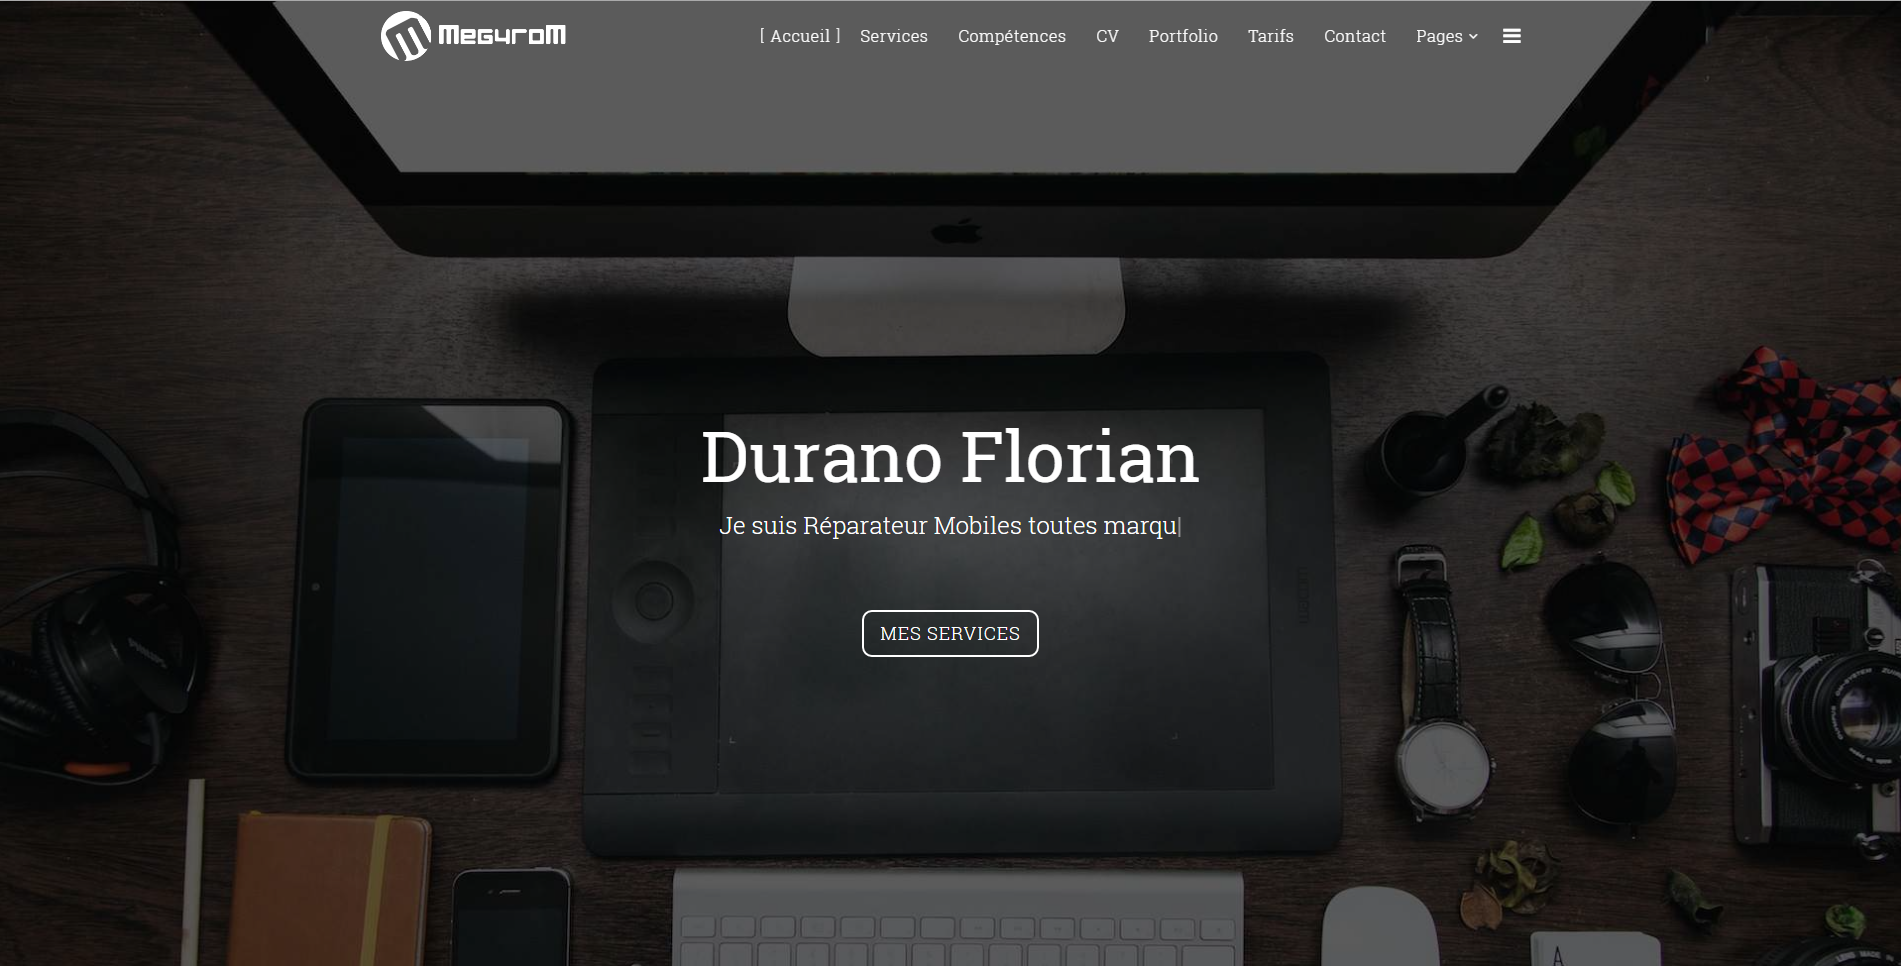 MEGYROM
[ Accueil ] Services Compétences CV Portfolio Tarifs Contact Pages
Durano Florian
Je suis Réparateur Mobiles toutes marqu|
MES SERVICES
A